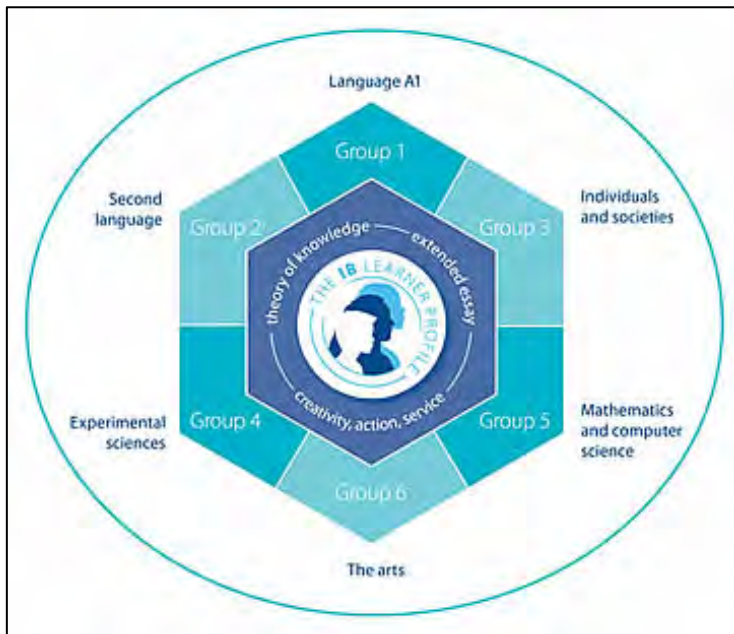 Language A1
Group 1
Second
language
Group 2
Individuals
and societies
Group 3
theory of knowledge
extended essay
THE IB LEARNER PROFILE
creativity, action, service
Experimental
sciences
Group 4
Mathematics
and computer
science
Group 5
Group 6
The arts